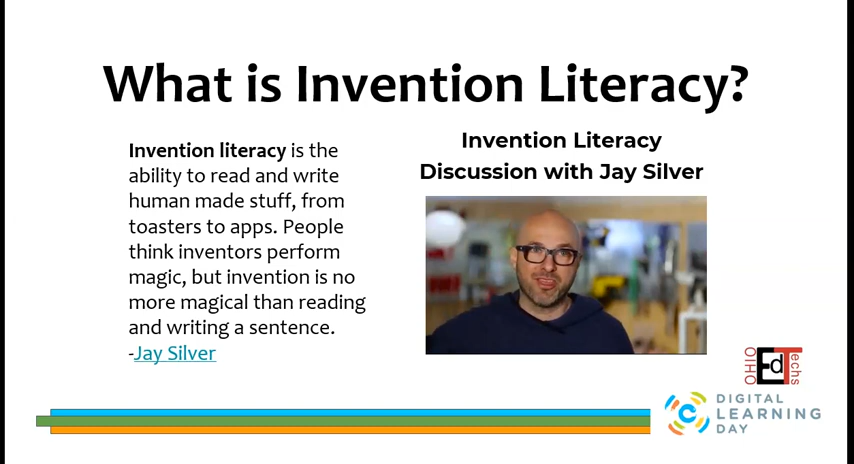 What is Invention Literacy?
Invention literacy is the
ability to read and write
human made stuff, from
toasters to apps. People
think inventors perform
magic, but invention is no
more magical than reading
and writing a sentence.
-Jay Silver
Invention Literacy
Discussion with Jay Silver
OHIO EdTechs
DIGITAL
LEARNING
DAY